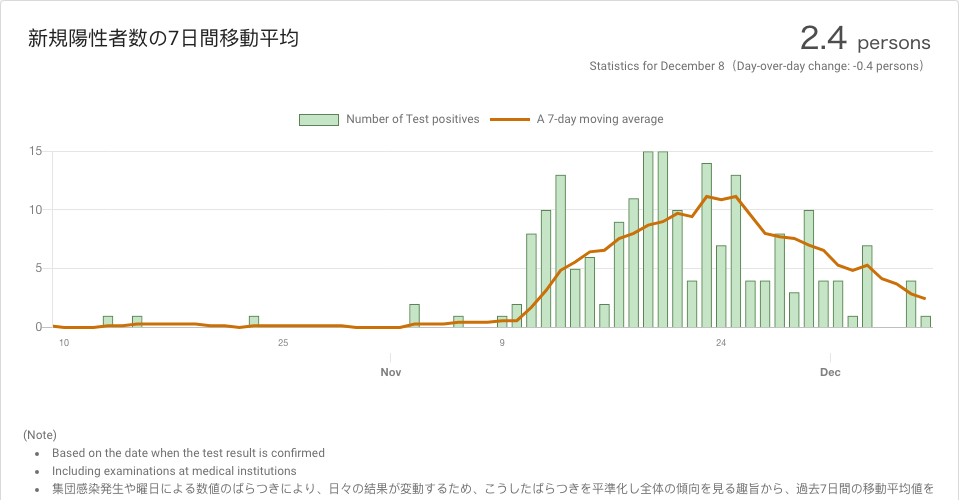 新規陽性者数の7日間移動平均
2.4 persons
Statistics for December 8（Day-over-day change: -0.4 persons）
Number of Test positives
A 7-day moving average
15
10
5
0
10
25
9
24
Nov
Dec
(Note)
• Based on the date when the test result is confirmed
• Including examinations at medical institutions
• 集団感染発生や曜日による数値のばらつきにより、日々の結果が変動するため、こうしたばらつきを平準化し全体の傾向を見る趣旨から、過去7日間の移動平均値を